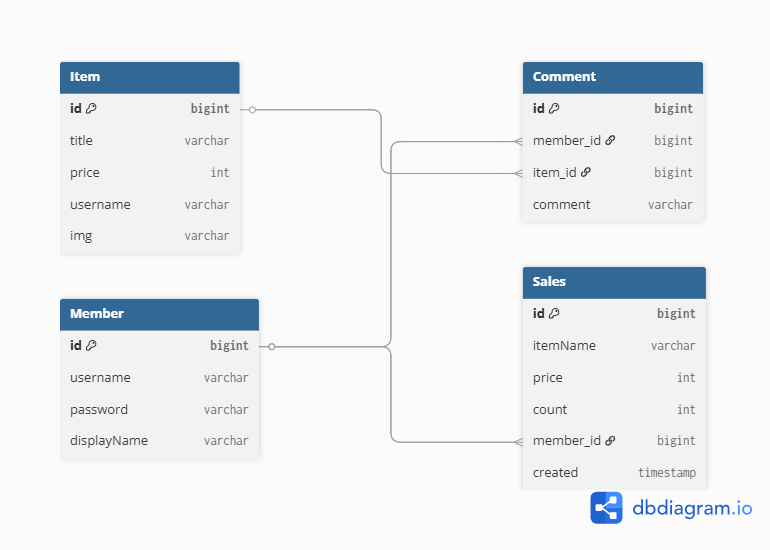 Item
id bigint
title varchar
price int
username varchar
img varchar
Member
id bigint
username varchar
password varchar
displayName varchar
Comment
id bigint
member_id bigint
item_id bigint
comment varchar
Sales
id bigint
itemName varchar
price int
count int
member_id bigint
created timestamp
dbdiagram.io